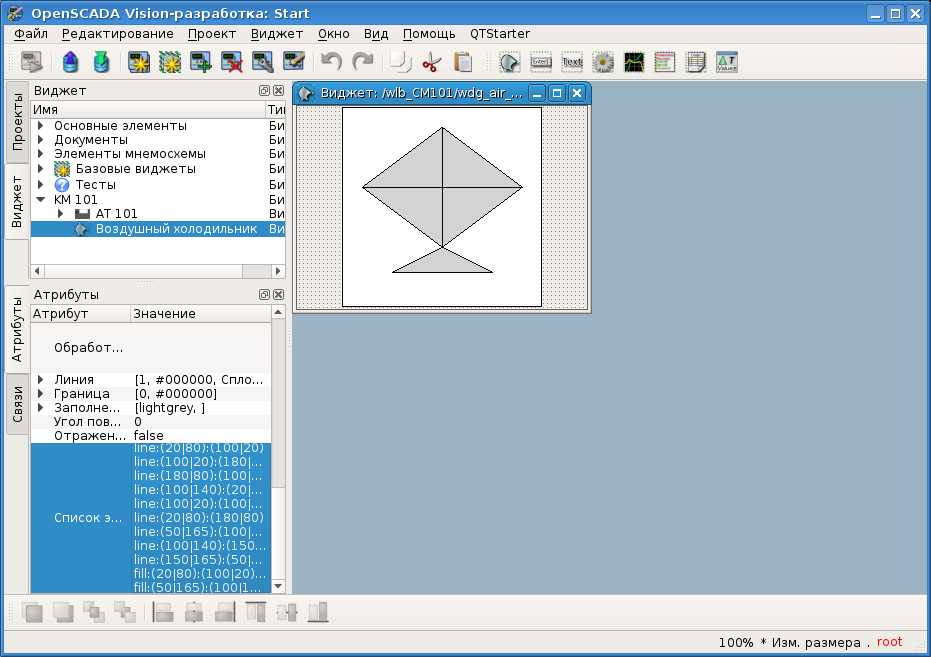 OpenSCADA Vision-разработка: Start
Файл Редактирование Проект Виджет Окно Вид Помощь QTStarter
Проекты
Виджет
Атрибуты
Связи
Виджет
Имя Ти
Основные элементы Би
Документы Би
Элементы мнемосхемы Би
Базовые виджеты Би
Тесты Би
КМ 101 Би
АТ 101 Ви
Воздушный холодильник Ви
Атрибуты
Атрибут Значение
Обработ...
Линия [1, #000000, Спло...
Граница [0, #000000]
Заполне... [lightgrey, ]
Угол пов... 0
Отражен... false
Список э...
line:(20|80):(100|20)
line:(100|20):(180|...
line:(180|80):(100|...
line:(100|140):(20|...
line:(100|20):(100|...
line:(20|80):(180|80)
line:(50|165):(100|...
line:(100|140):(150...
line:(150|165):(50|...
fill:(20|80):(100|20)...
fill:(50|165):(100|1...
Виджет: /wlb_CM101/wdg_air_...
100% * Изм. размера . root